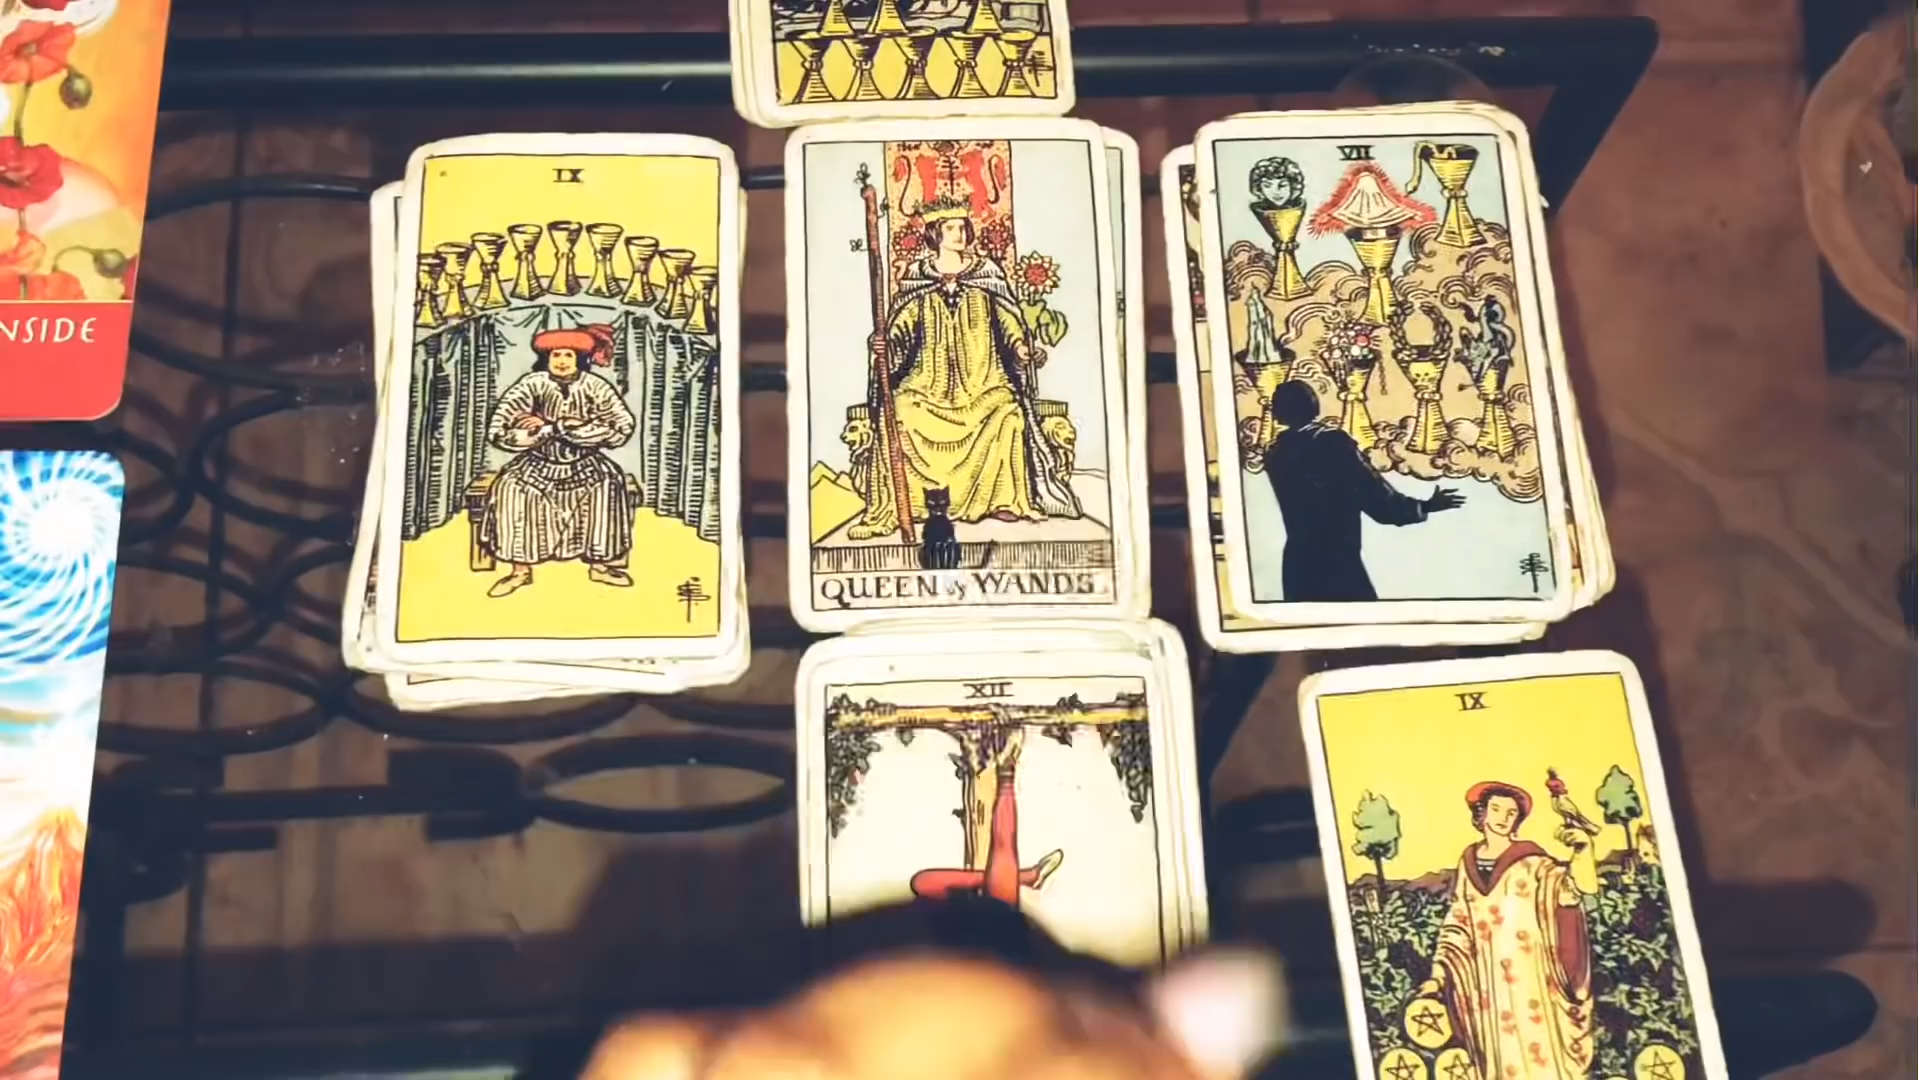 IX
VII
NSIDE
QUEEN of WANDS.
XII
IX